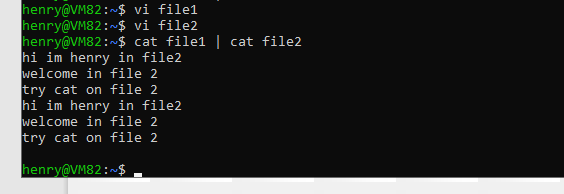 henry@VM82:~$ vi file1
henry@VM82:~$ vi file2
henry@VM82:~$ cat file1 | cat file2
hi im henry in file2
welcome in file 2
try cat on file 2
hi im henry in file2
welcome in file 2
try cat on file 2
henry@VM82:~$